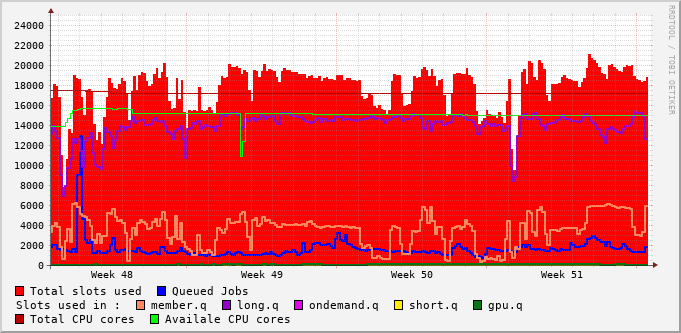 RRDTOOL / TOBI OETIKER
24000
22000
20000
18000
16000
14000
12000
10000
8000
6000
4000
2000
0
Week 48 Week 49 Week 50 Week 51
Total slots used Queued Jobs
Slots used in : member.q long.q ondemand.q short.q gpu.q
Total CPU cores Availale CPU cores